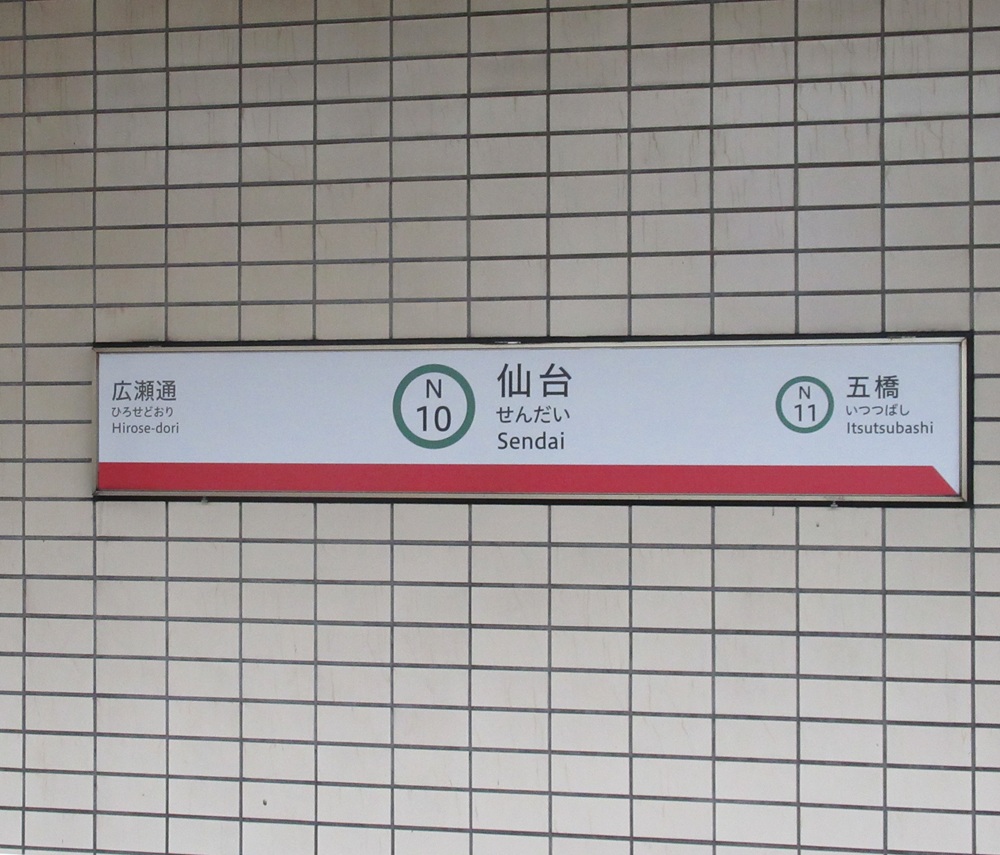 広瀬通
ひろせどおり
Hirose-dori
N
10
仙台
せんだい
Sendai
N
11
五橋
いつつばし
Itsutsubashi